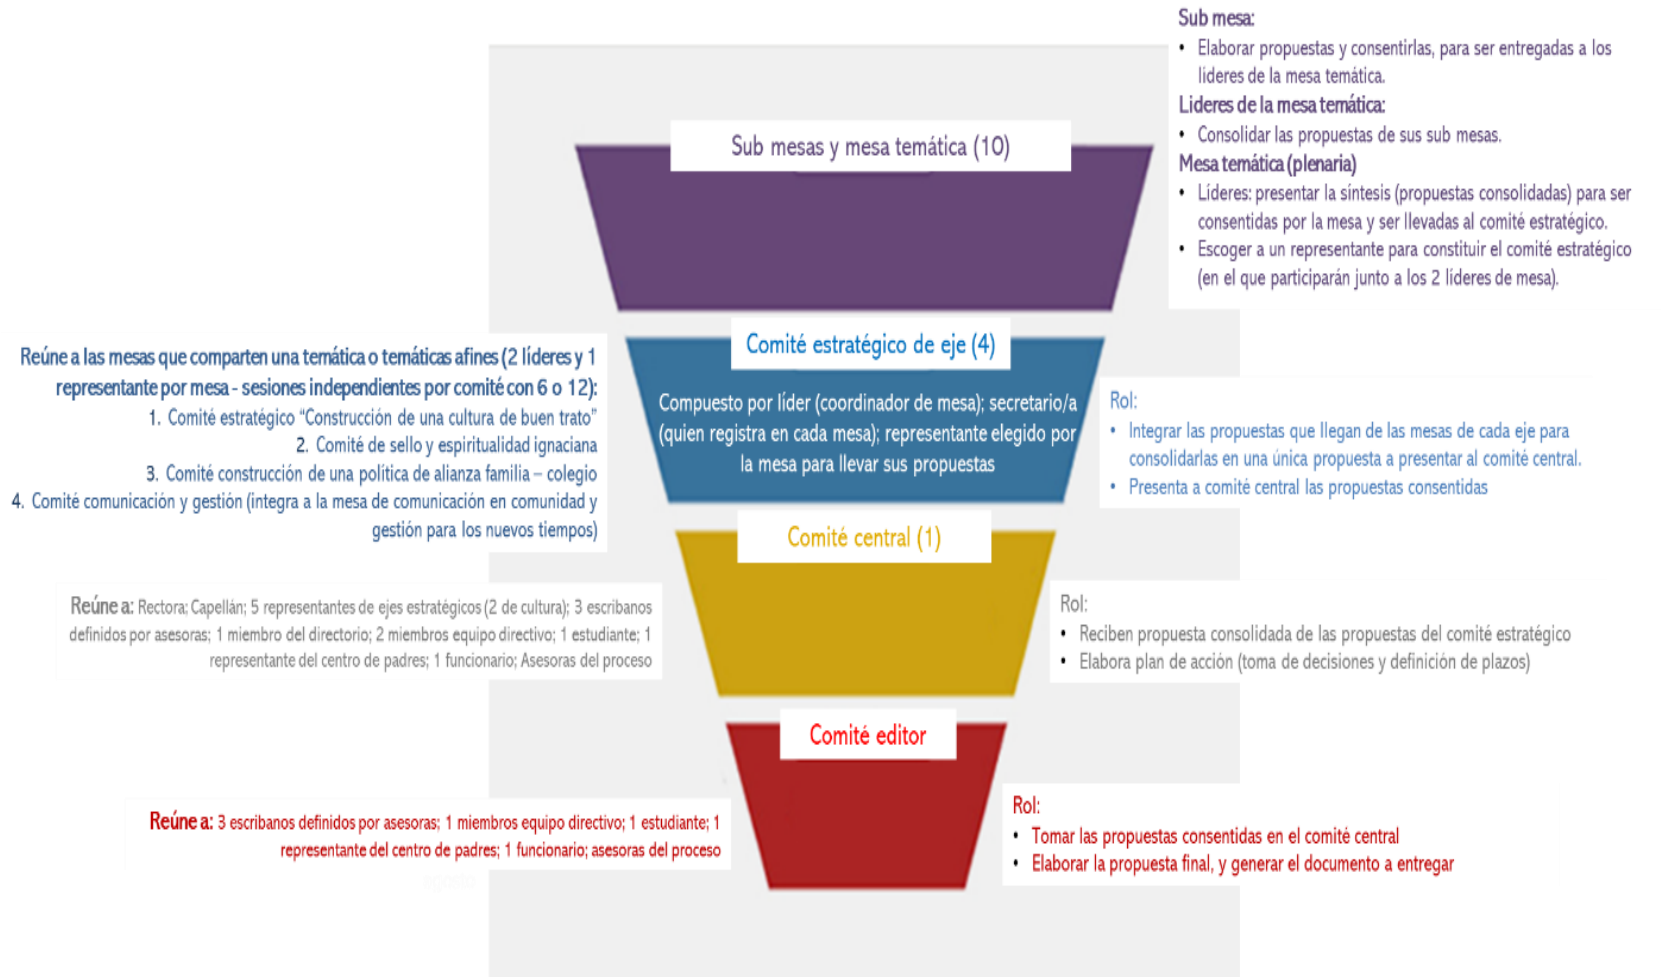 Sub mesa:
• Elaborar propuestas y consentirlas, para ser entregadas a los
líderes de la mesa temática.
Lideres de la mesa temática:
• Consolidar las propuestas de sus sub mesas.
Mesa temática (plenaria)
• Líderes: presentar la síntesis (propuestas consolidadas) para ser
consentidas por la mesa y ser llevadas al comité estratégico.
• Escoger a un representante para constituir el comité estratégico
(en el que participarán junto a los 2 líderes de mesa).
Sub mesas y mesa temática (10)
Comité estratégico de eje (4)
Compuesto por líder (coordinador de mesa); secretario/a
(quien registra en cada mesa); representante elegido por
la mesa para llevar sus propuestas
Reúne a las mesas que comparten una temática o temáticas afines (2 líderes y 1
representante por mesa - sesiones independientes por comité con 6 o 12):
1. Comité estratégico “Construcción de una cultura de buen trato”
2. Comité de sello y espiritualidad ignaciana
3. Comité construcción de una política de alianza familia – colegio
4. Comité comunicación y gestión (integra a la mesa de comunicación en comunidad y
gestión para los nuevos tiempos)
Rol:
• Integrar las propuestas que llegan de las mesas de cada eje para
consolidarlas en una única propuesta a presentar al comité central.
• Presenta a comité central las propuestas consentidas
Comité central (1)
Reúne a: Rectora; Capellán; 5 representantes de ejes estratégicos (2 de cultura); 3 escribanos
definidos por asesoras; 1 miembro del directorio; 2 miembros equipo directivo; 1 estudiante; 1
representante del centro de padres; 1 funcionario; Asesoras del proceso
Rol:
• Reciben propuesta consolidada de las propuestas del comité estratégico
• Elabora plan de acción (toma de decisiones y definición de plazos)
Comité editor
Reúne a: 3 escribanos definidos por asesoras; 1 miembros equipo directivo; 1 estudiante; 1
representante del centro de padres; 1 funcionario; asesoras del proceso
Rol:
• Tomar las propuestas consentidas en el comité central
• Elaborar la propuesta final, y generar el documento a entregar